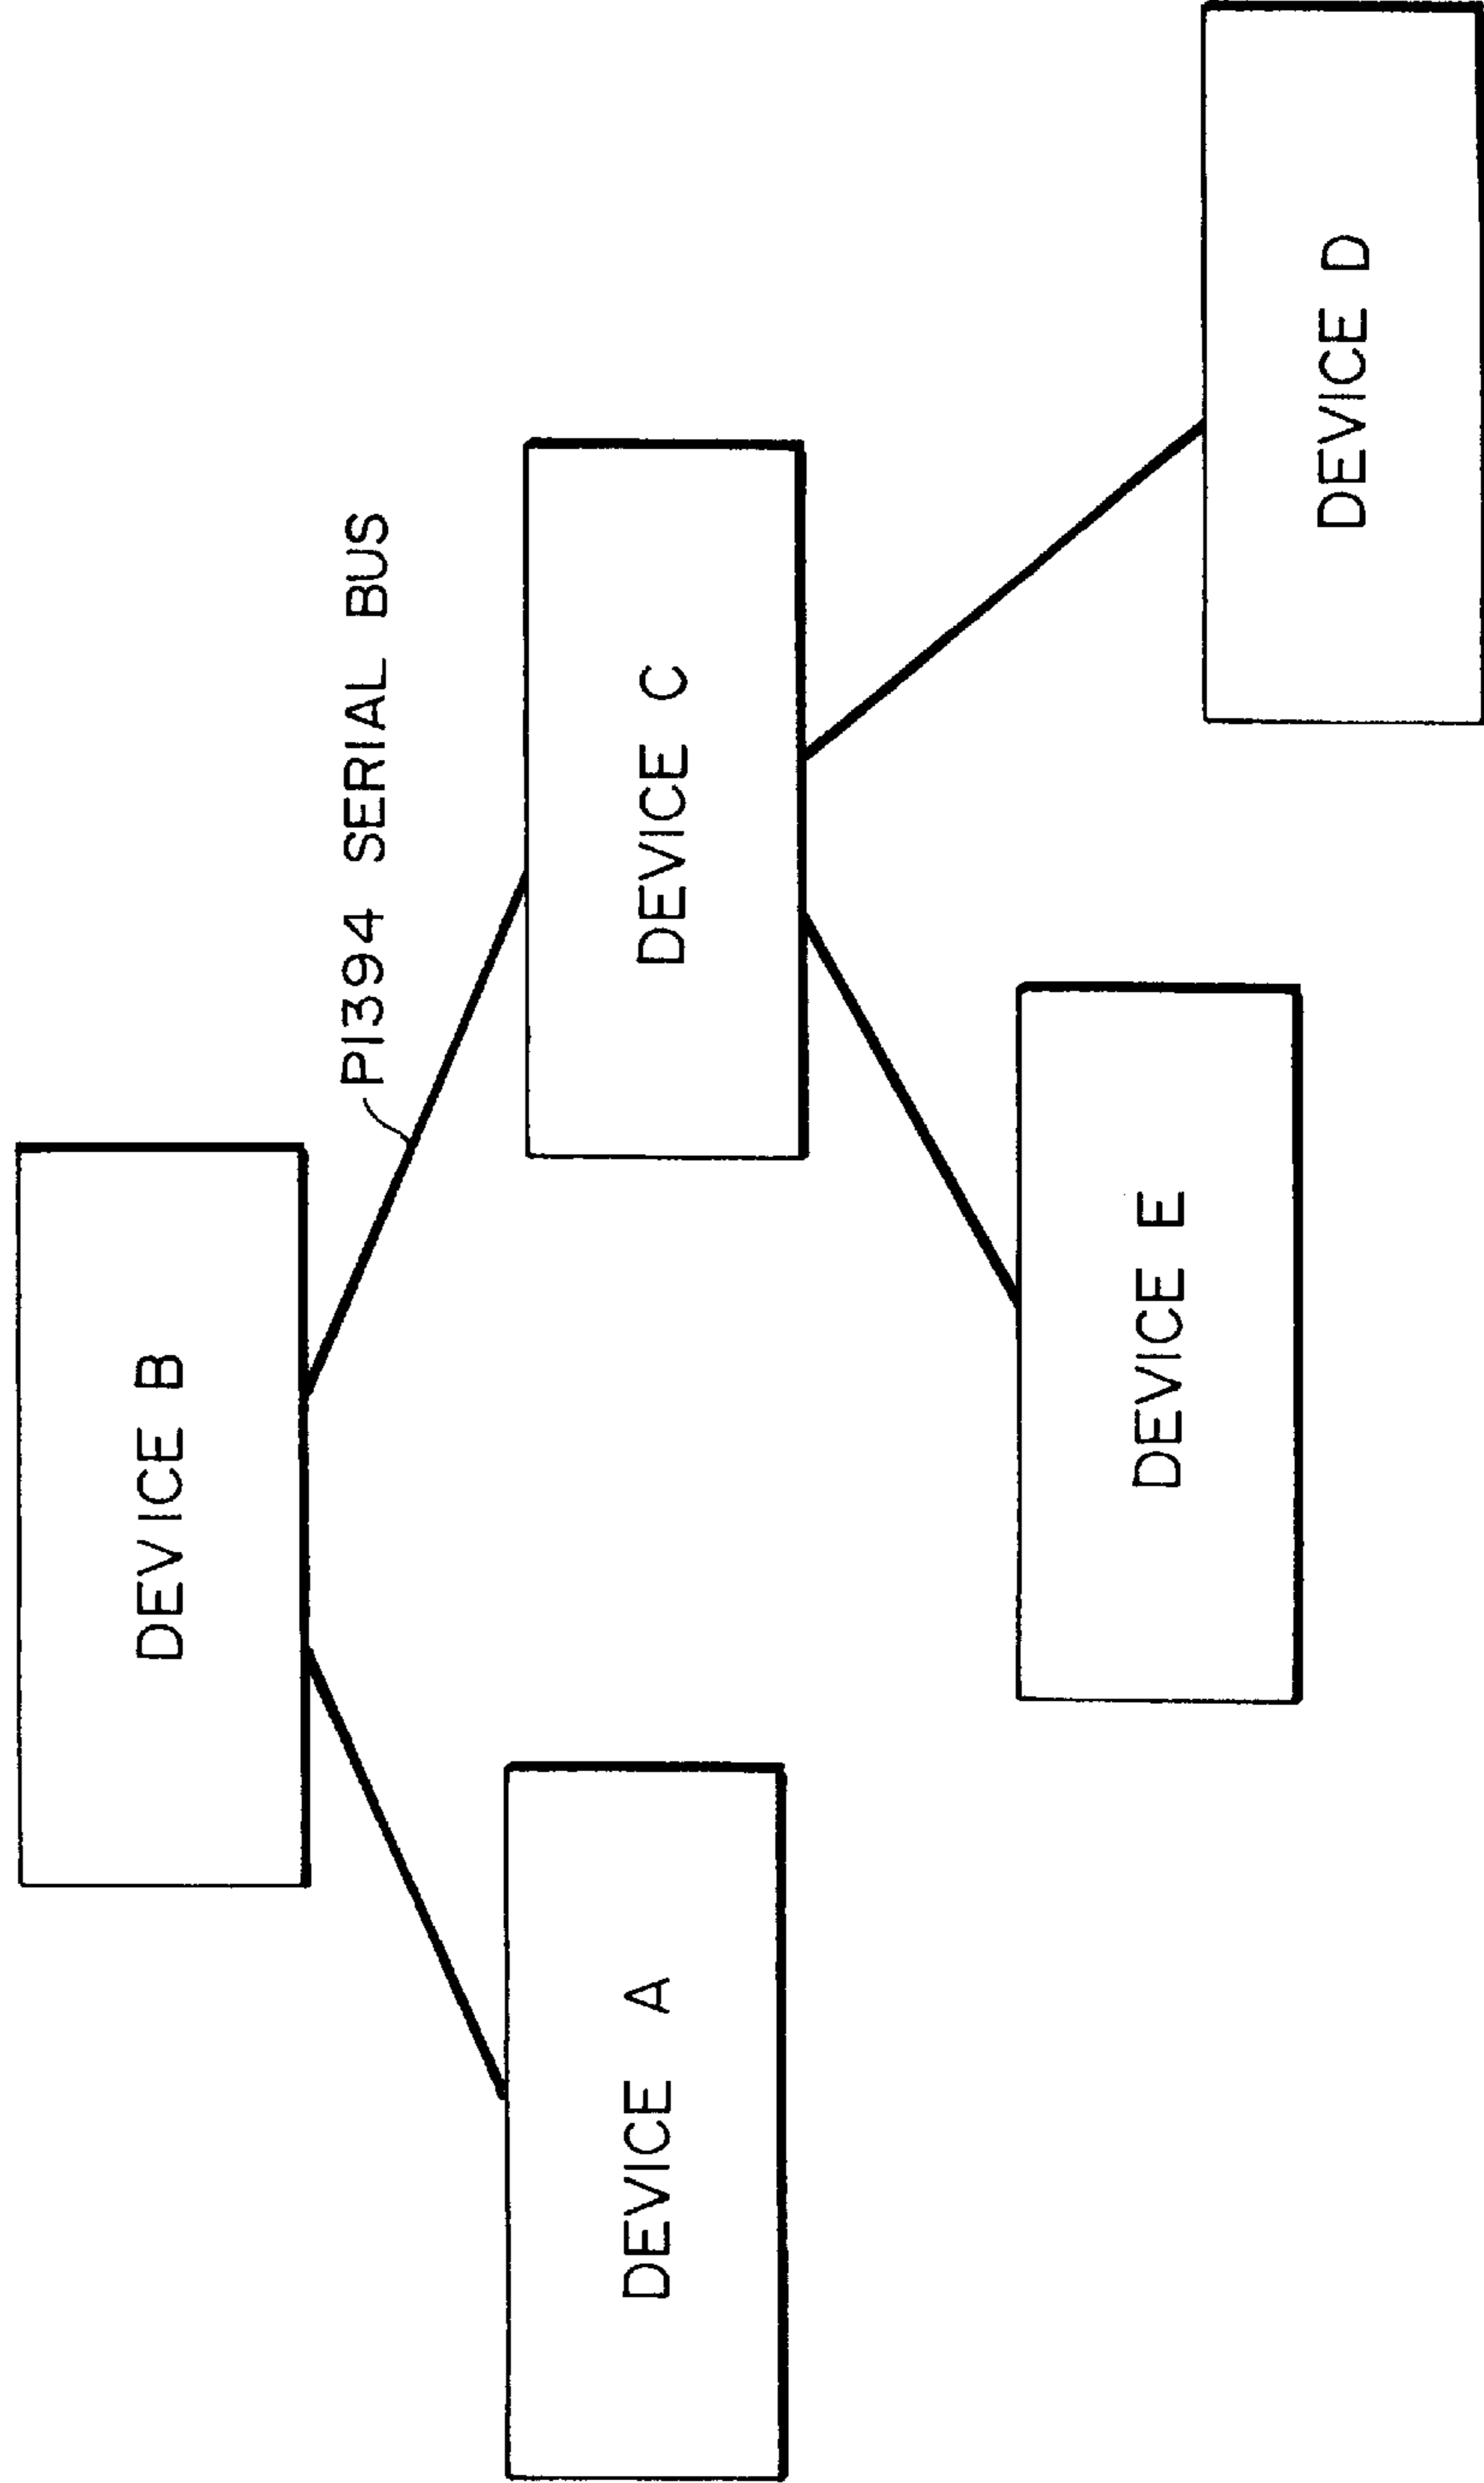 DEVICE B
P1394 SERIAL BUS
DEVICE A
DEVICE C
DEVICE E
DEVICE D